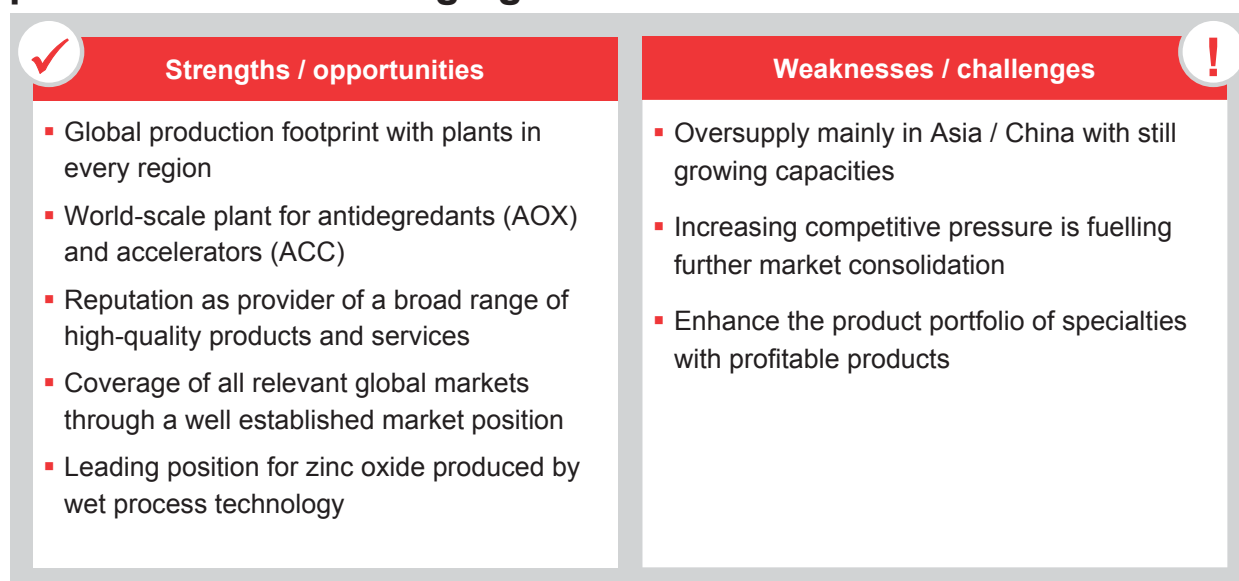 Strengths / opportunities
▪ Global production footprint with plants in
every region
▪ World-scale plant for antidegredants (AOX)
and accelerators (ACC)
▪ Reputation as provider of a broad range of
high-quality products and services
▪ Coverage of all relevant global markets
through a well established market position
▪ Leading position for zinc oxide produced by
wet process technology
!
Weaknesses / challenges
▪ Oversupply mainly in Asia / China with still
growing capacities
▪ Increasing competitive pressure is fuelling
further market consolidation
▪ Enhance the product portfolio of specialties
with profitable products